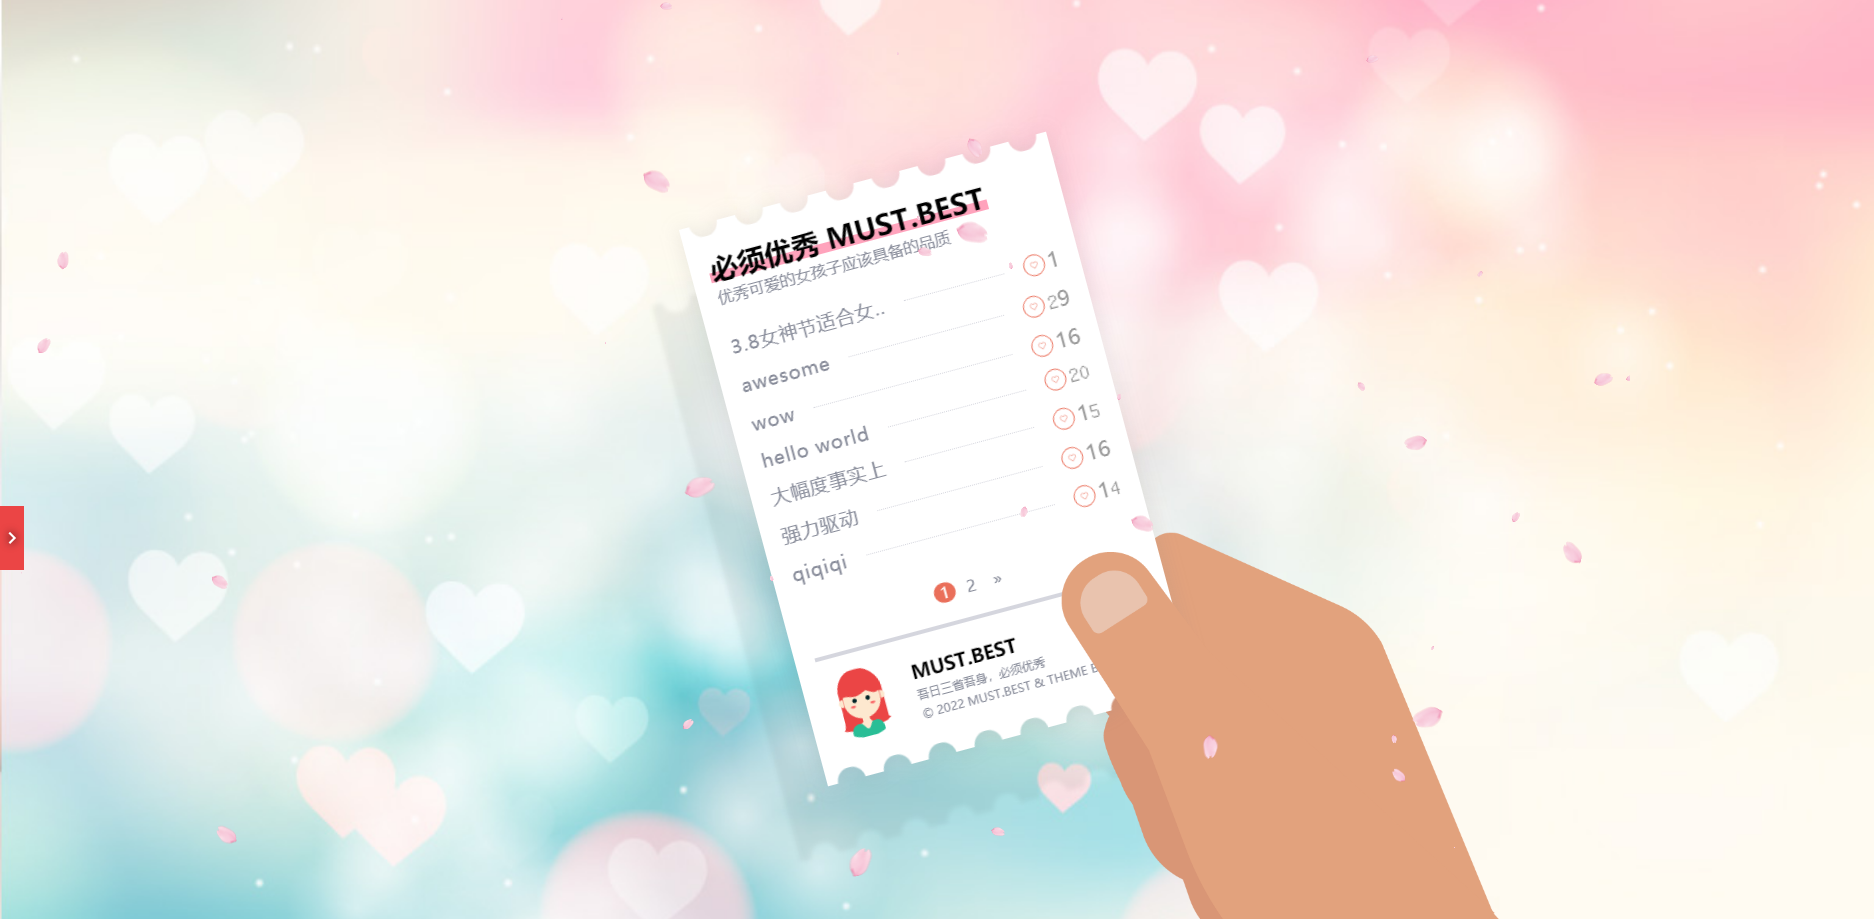 必须优秀 MUST.BEST
优秀可爱的女孩子应该具备的品质
3.8女神节适合女.. 1
awesome 29
wow 16
hello world 20
大幅度事实上 15
强力驱动 16
qiqiqi 14
1 2 »
MUST.BEST
吾日三省吾身，必须优秀
© 2022 MUST.BEST & THEME